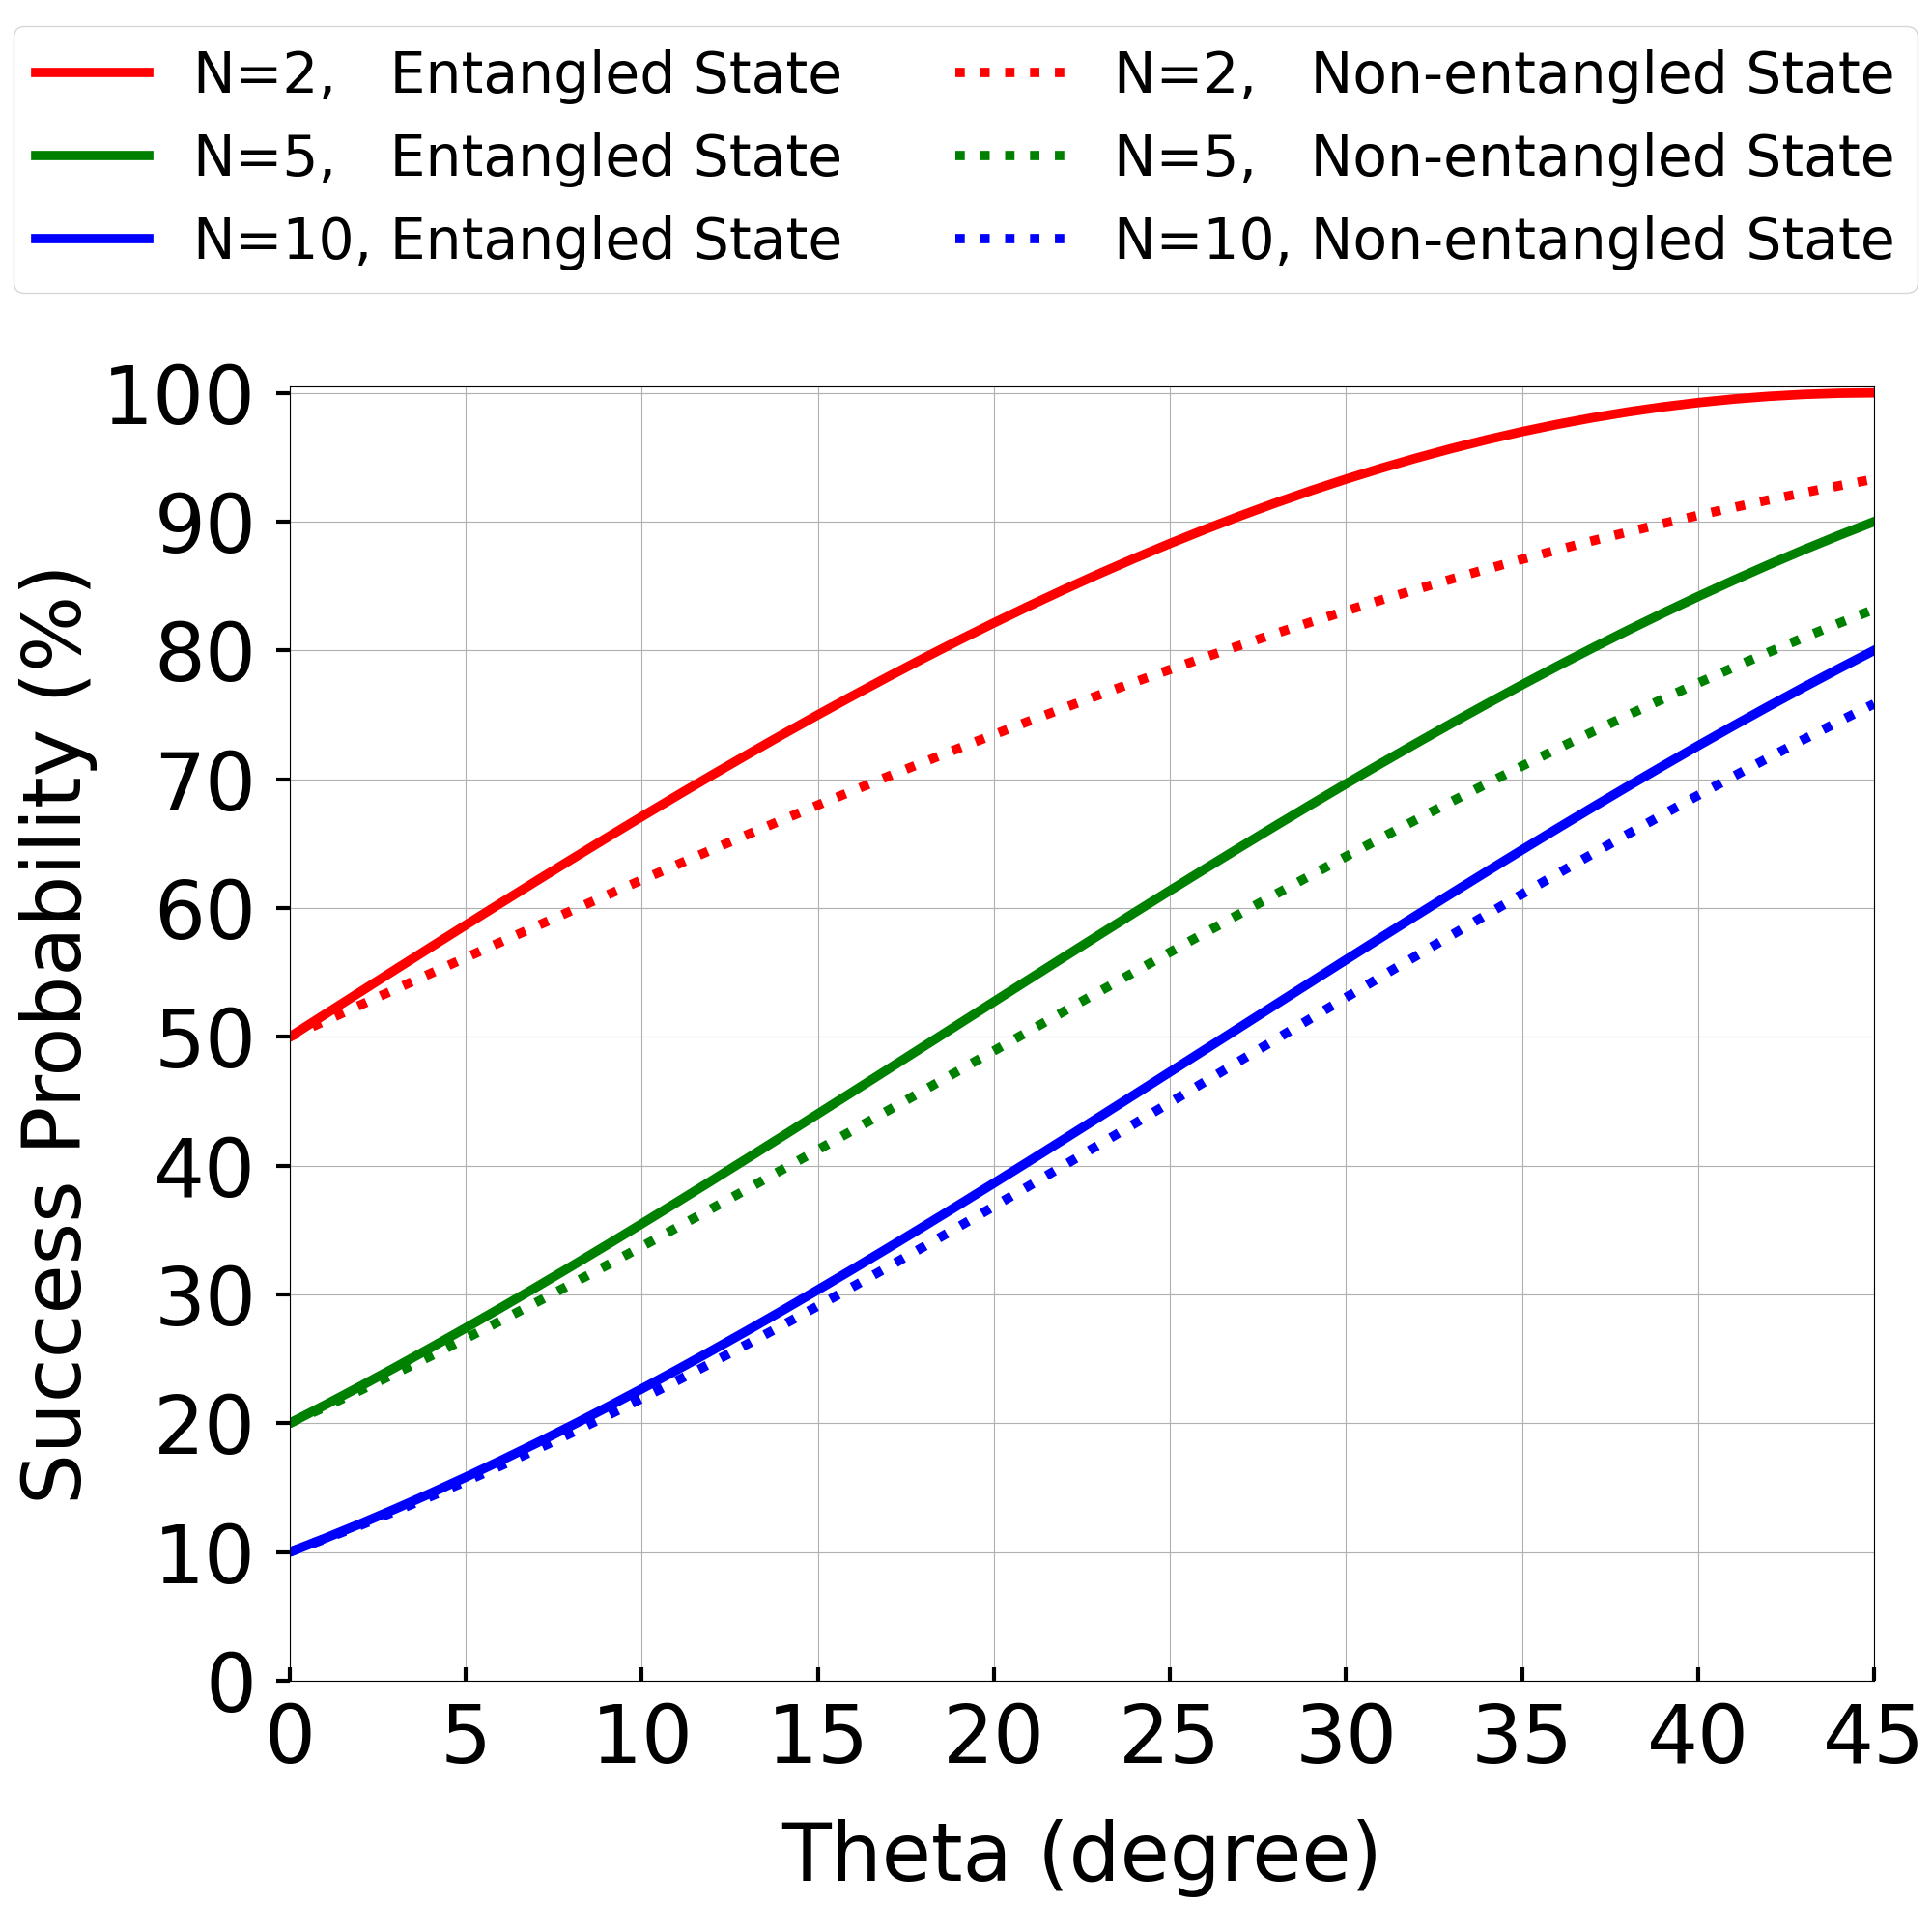 N=2, Entangled State
N=5, Entangled State
N=10, Entangled State
N=2, Non-entangled State
N=5, Non-entangled State
N=10, Non-entangled State
100
90
80
70
60
50
40
30
20
10
0
Success Probability (%)
0 5 10 15 20 25 30 35 40 45
Theta (degree)